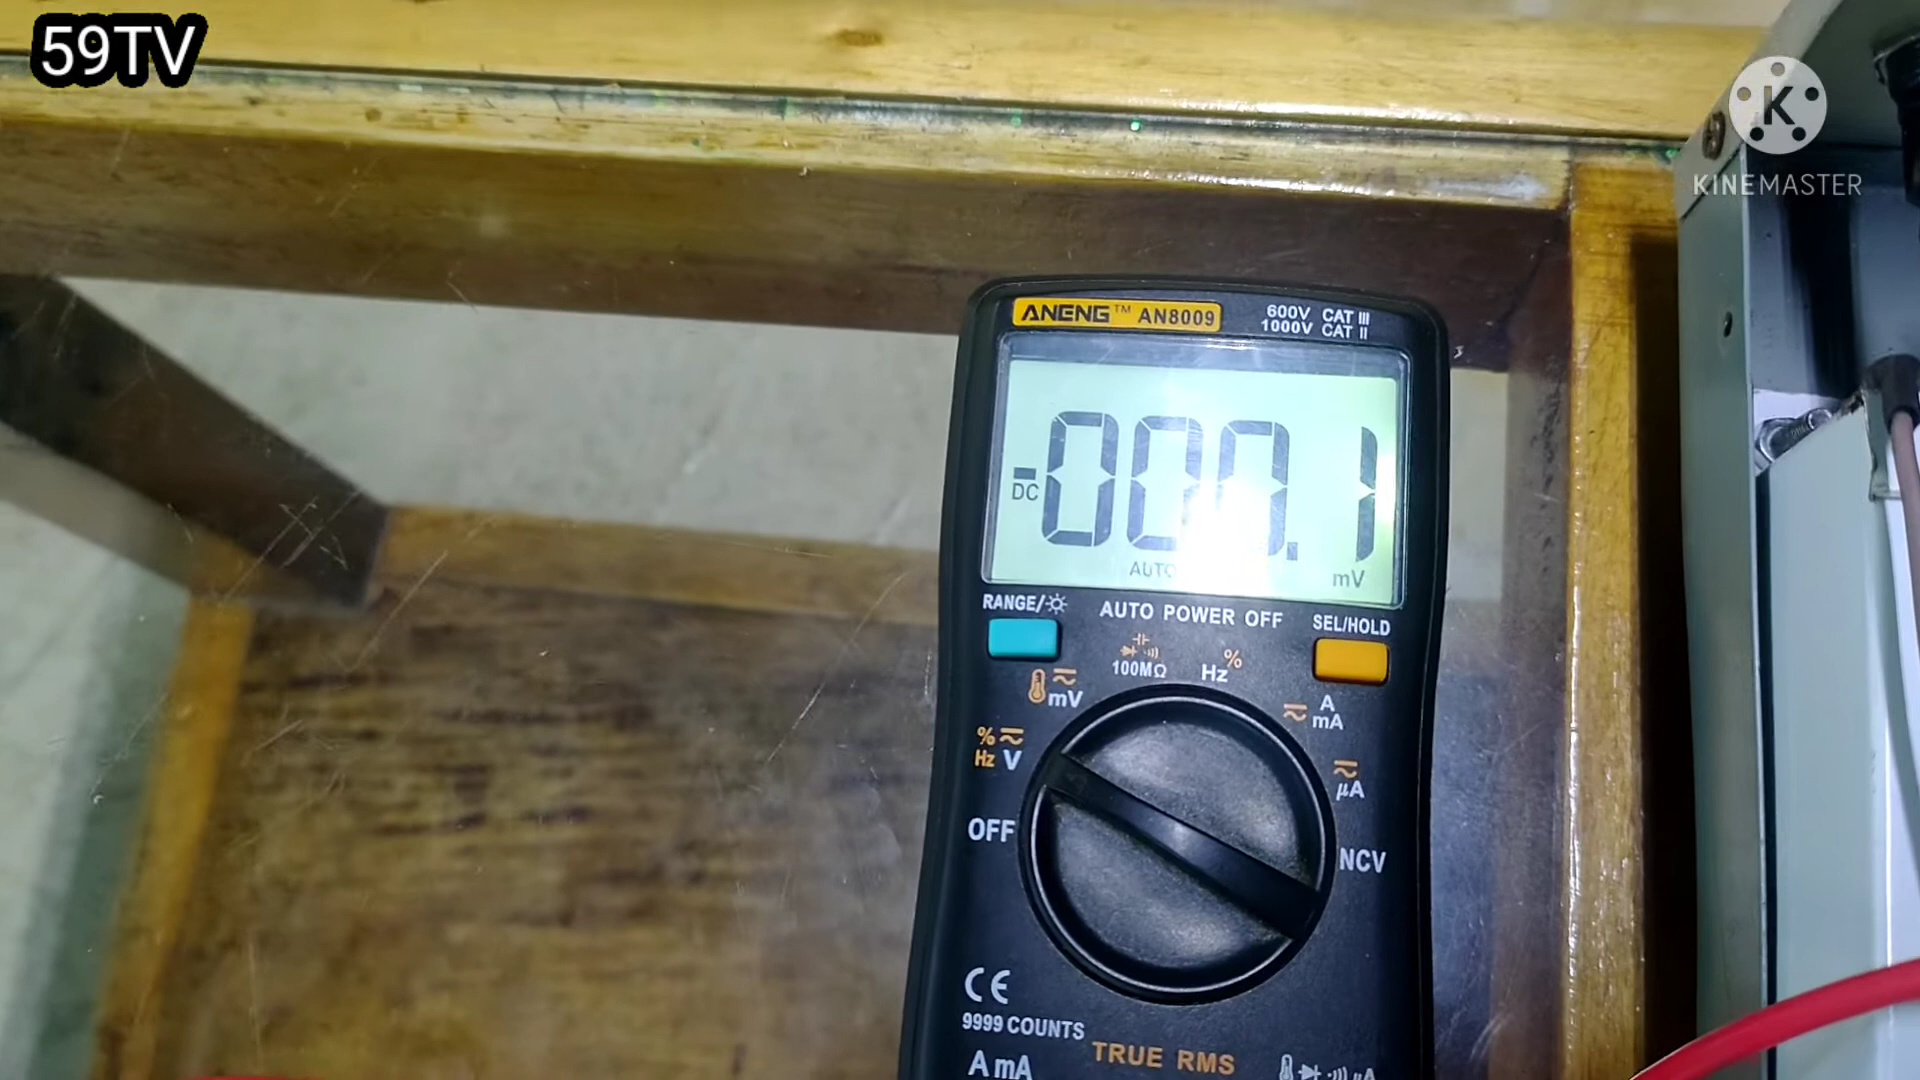 59TV
K
KINEMASTER
ANENG™ AN8009
600V CAT III
1000V CAT II
-000.1
DC
AUTO
mV
RANGE/
AUTO POWER OFF
SEL/HOLD
100MΩ
Hz %
mV
A
mA
% Hz V
µA
OFF
NCV
CE
9999 COUNTS
TRUE RMS
A mA
µA